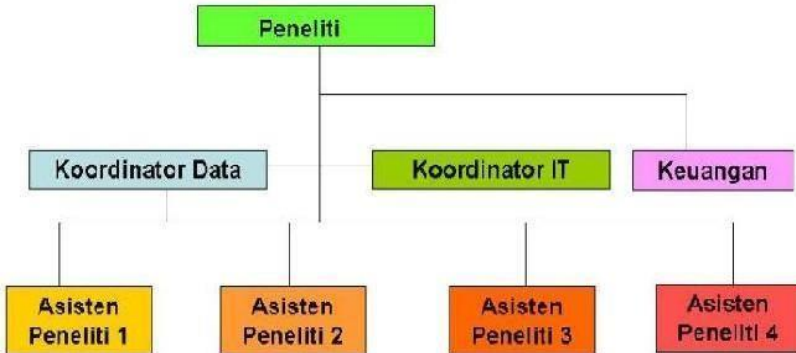 Peneliti
Koordinator Data
Koordinator IT
Keuangan
Asisten
Peneliti 1
Asisten
Peneliti 2
Asisten
Peneliti 3
Asisten
Peneliti 4